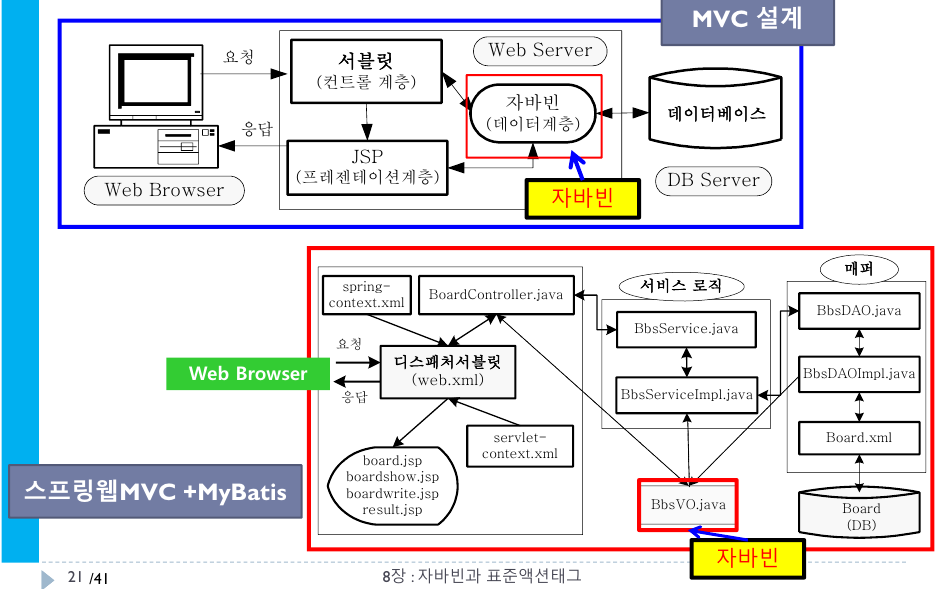 MVC 설계
요청
응답
Web Browser
서블릿
(컨트롤 계층)
Web Server
자바빈
(데이터계층)
JSP
(프레젠테이션계층)
데이터베이스
DB Server
자바빈
spring-
context.xml
BoardController.java
서비스 로직
매퍼
BbsService.java
BbsDAO.java
요청
Web Browser
응답
디스패처서블릿
(web.xml)
BbsServiceImpl.java
BbsDAOImpl.java
servlet-
context.xml
Board.xml
board.jsp
boardshow.jsp
boardwrite.jsp
result.jsp
스프링웹MVC +MyBatis
BbsVO.java
Board
(DB)
자바빈
21 /41
8장 : 자바빈과 표준액션태그